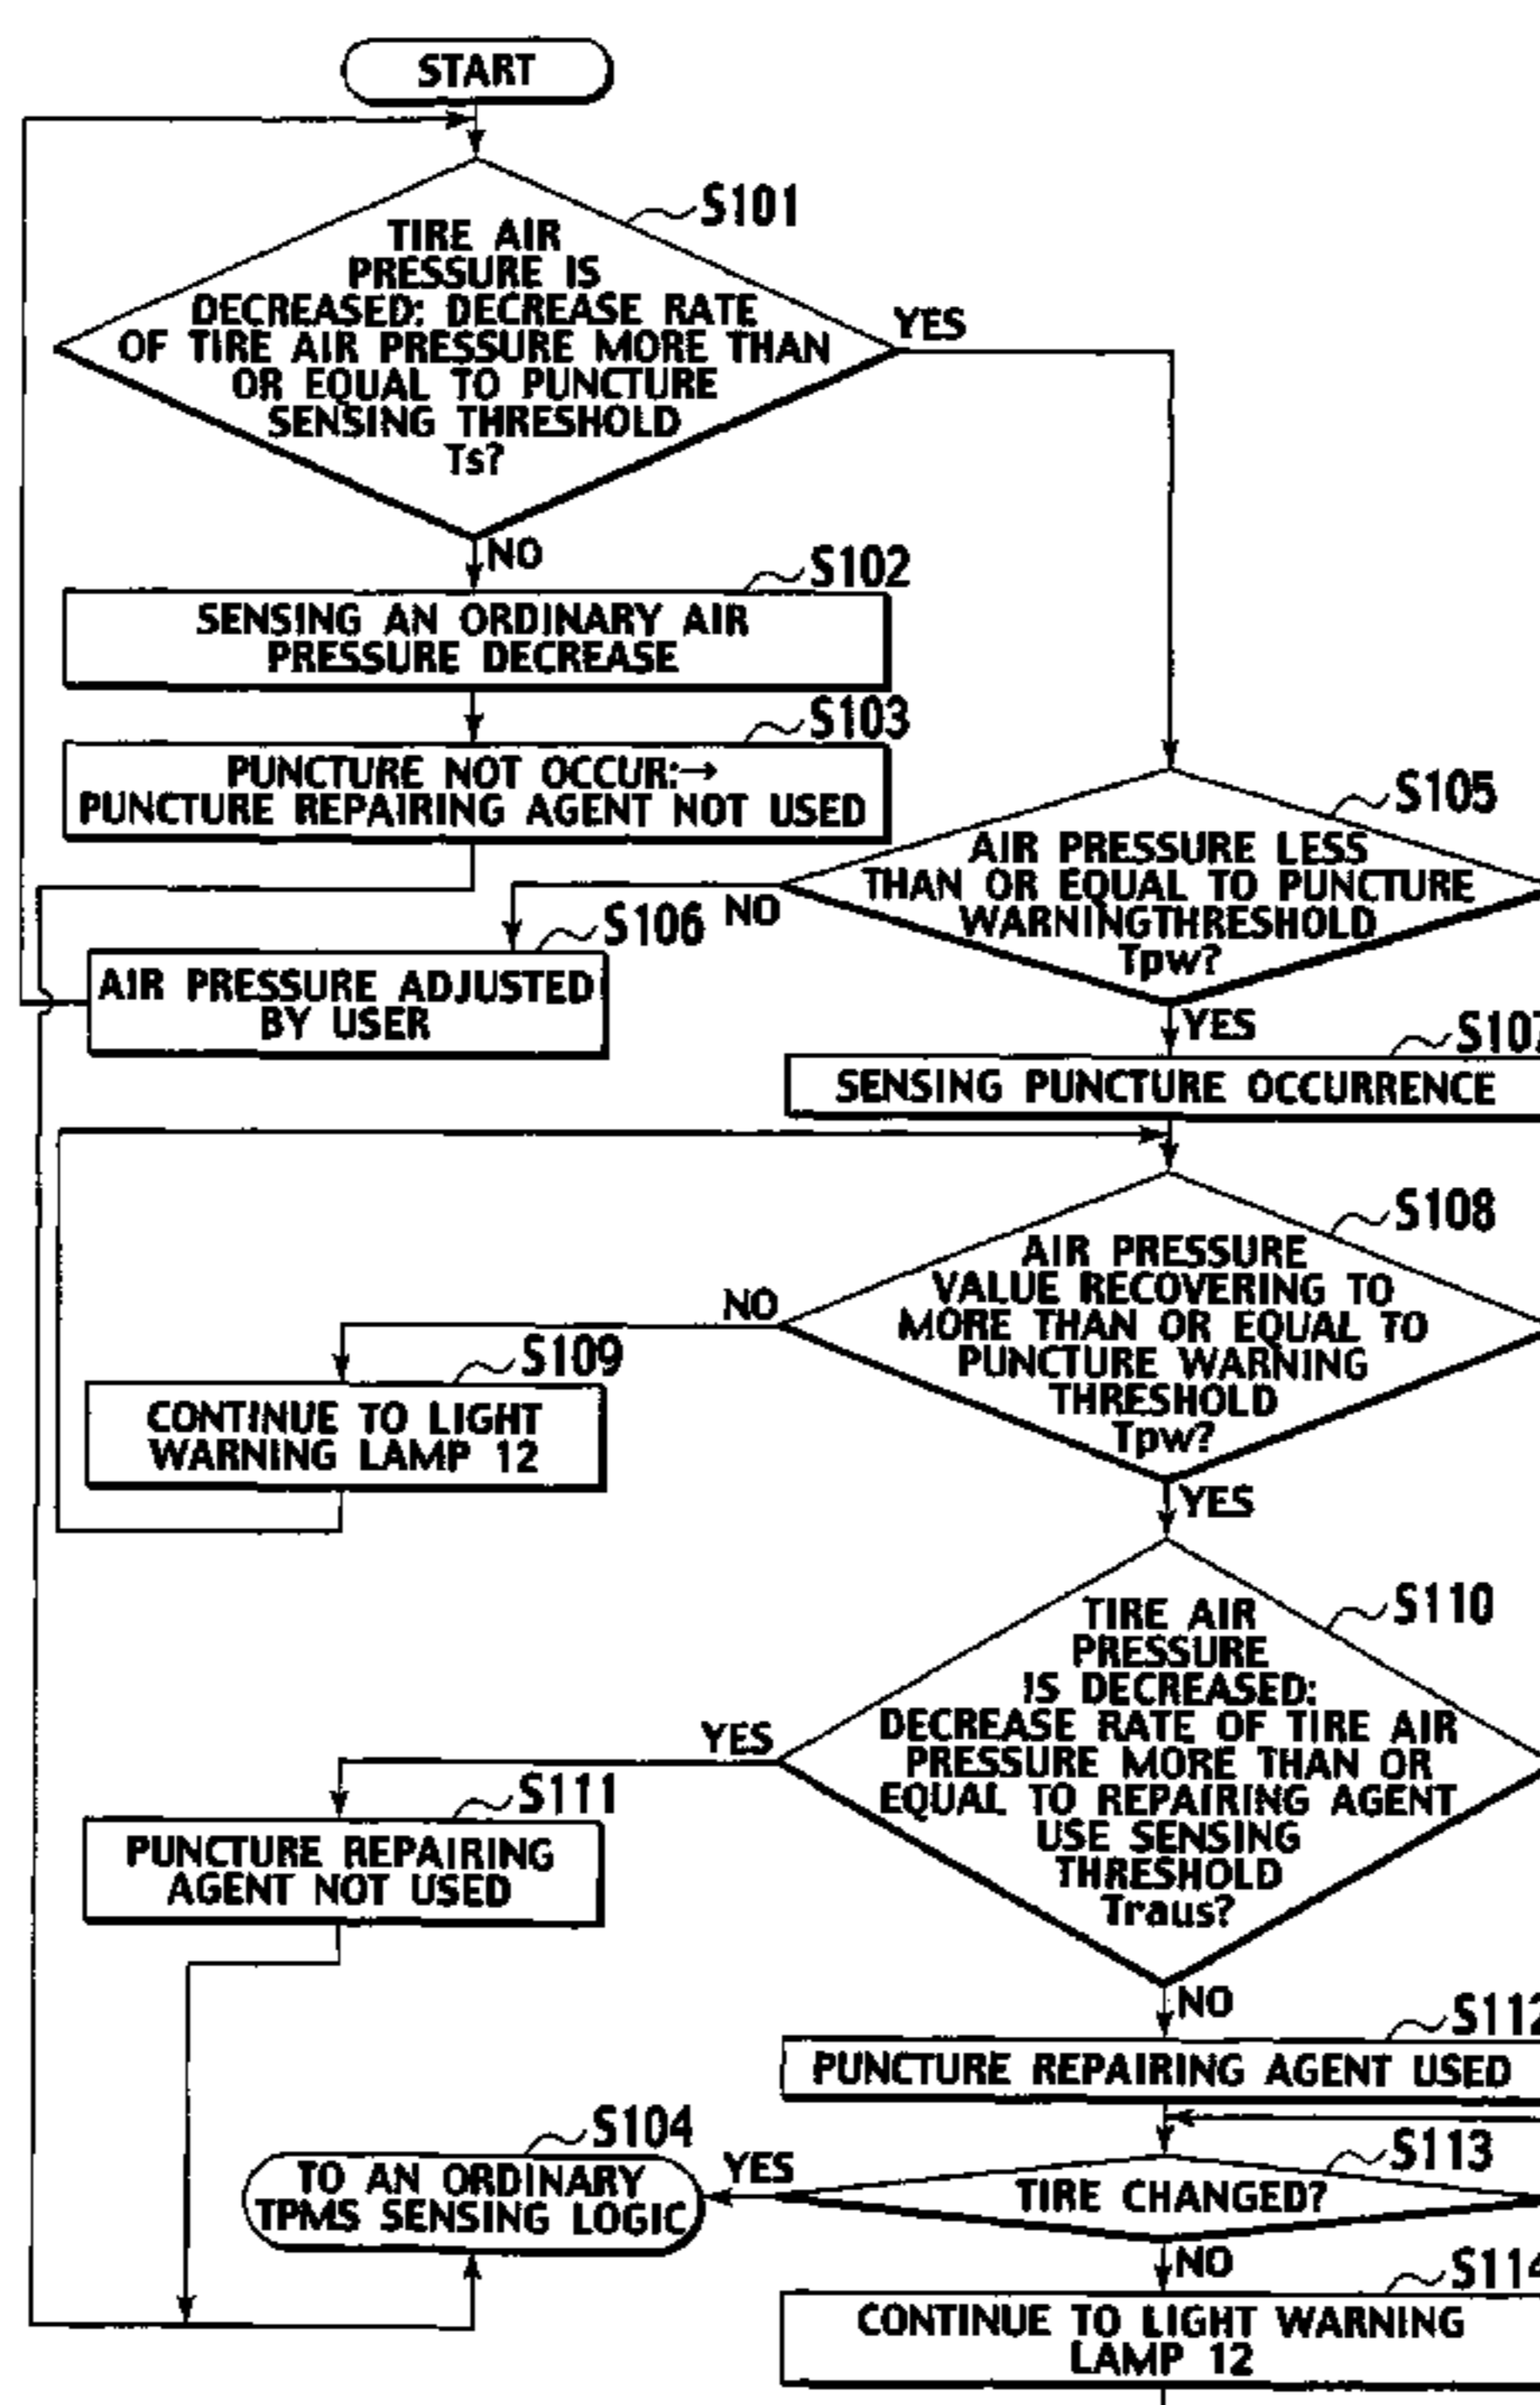 START
S101
TIRE AIR
PRESSURE IS
DECREASED: DECREASE RATE
OF TIRE AIR PRESSURE MORE THAN
OR EQUAL TO PUNCTURE
SENSING THRESHOLD
Ts?
YES
NO
S102
SENSING AN ORDINARY AIR
PRESSURE DECREASE
S103
PUNCTURE NOT OCCUR:→
PUNCTURE REPAIRING AGENT NOT USED
S105
AIR PRESSURE LESS
THAN OR EQUAL TO PUNCTURE
WARNINGTHRESHOLD
Tpw?
NO
S106
AIR PRESSURE ADJUSTED
BY USER
YES
S107
SENSING PUNCTURE OCCURRENCE
S108
AIR PRESSURE
VALUE RECOVERING TO
MORE THAN OR EQUAL TO
PUNCTURE WARNING
THRESHOLD
Tpw?
NO
S109
CONTINUE TO LIGHT
WARNING LAMP 12
YES
S110
TIRE AIR
PRESSURE
IS DECREASED:
DECREASE RATE OF TIRE AIR
PRESSURE MORE THAN OR
EQUAL TO REPAIRING AGENT
USE SENSING
THRESHOLD
Traus?
YES
S111
PUNCTURE REPAIRING
AGENT NOT USED
NO
S112
PUNCTURE REPAIRING AGENT USED
S104
TO AN ORDINARY
TPMS SENSING LOGIC
YES
S113
TIRE CHANGED?
NO
S114
CONTINUE TO LIGHT WARNING
LAMP 12